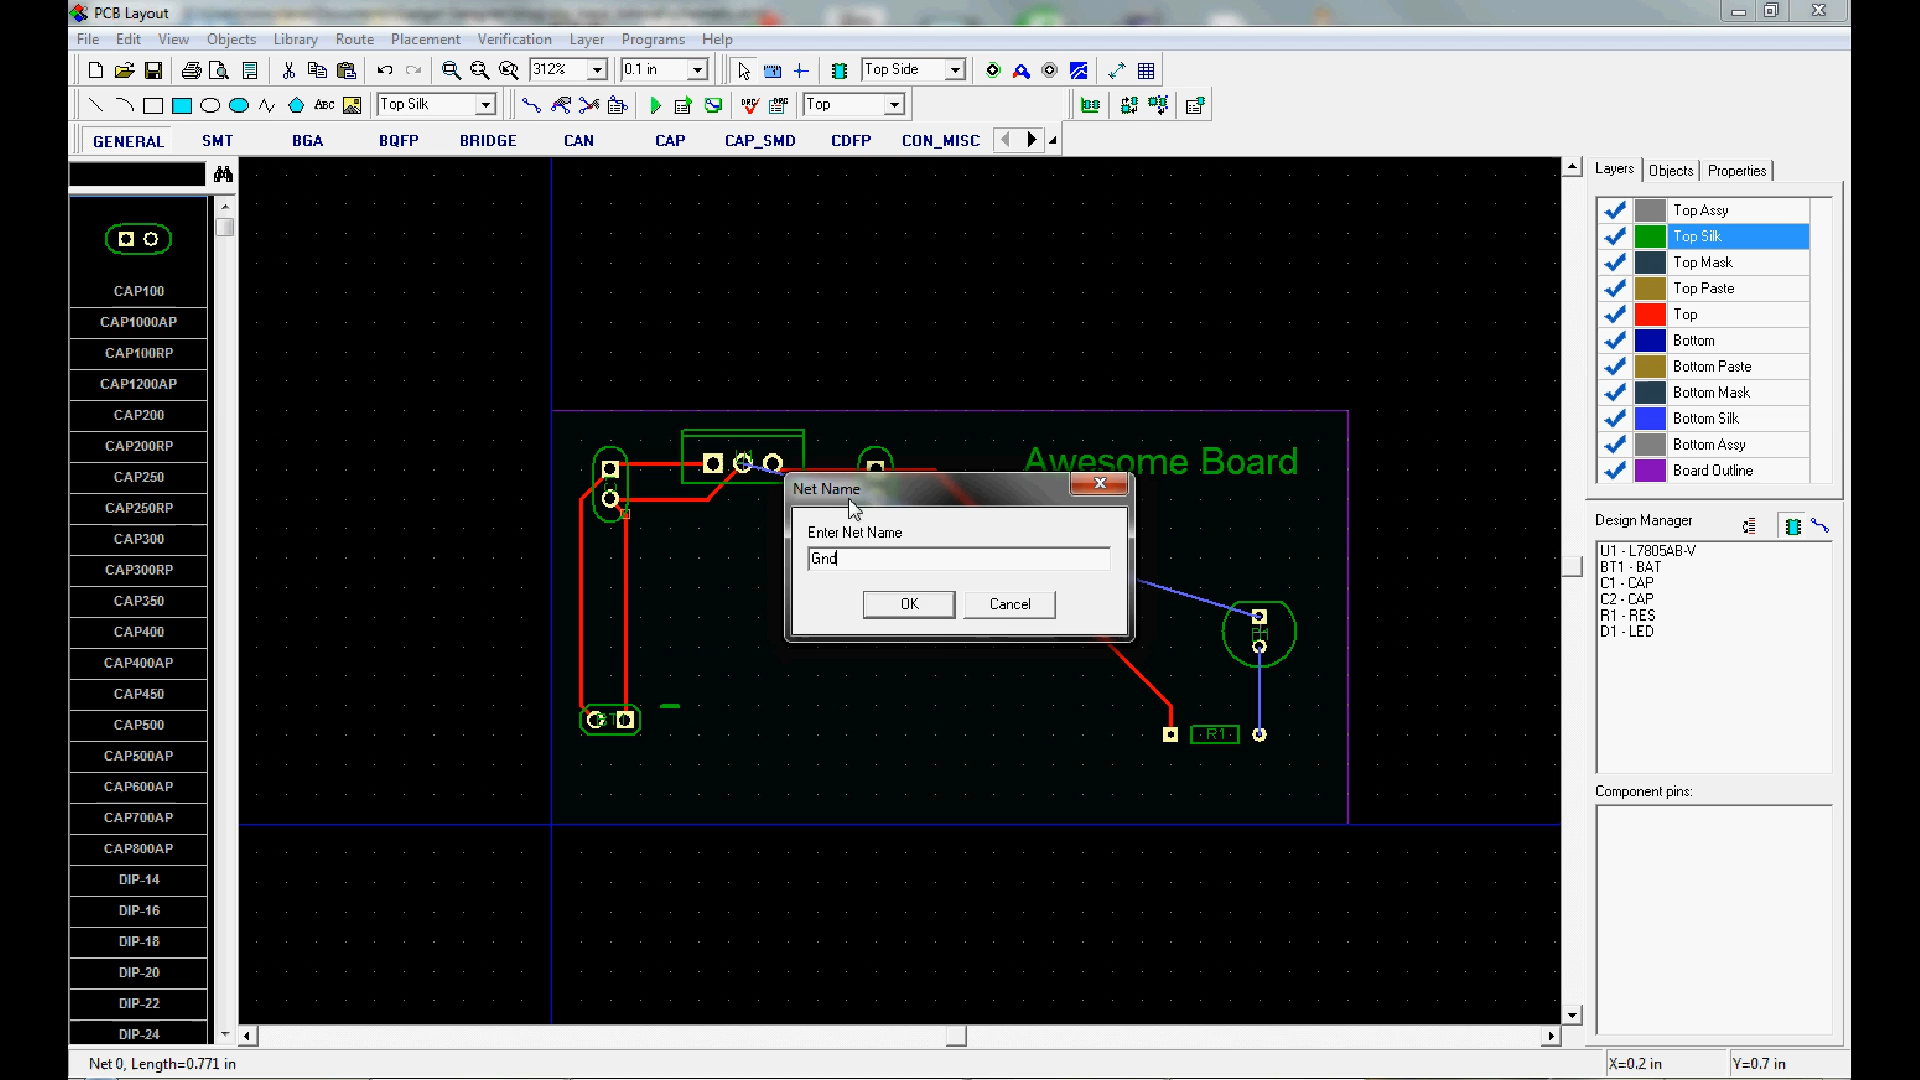 PCB Layout
File Edit View Objects Library Route Placement Verification Layer Programs Help
312% 0.1 in Top Side
ABC Top Silk DRC DRC Top
GENERAL SMT BGA BQFP BRIDGE CAN CAP CAP_SMD CDFP CON_MISC
CAP100
CAP1000AP
CAP100RP
CAP1200AP
CAP200
CAP200RP
CAP250
CAP250RP
CAP300
CAP300RP
CAP350
CAP400
CAP400AP
CAP450
CAP500
CAP500AP
CAP600AP
CAP700AP
CAP800AP
DIP-14
DIP-16
DIP-18
DIP-20
DIP-22
DIP-24
Awesome Board
U1
R1
Net Name
Enter Net Name
Gnd
OK Cancel
Layers Objects Properties
Top Assy
Top Silk
Top Mask
Top Paste
Top
Bottom
Bottom Paste
Bottom Mask
Bottom Silk
Bottom Assy
Board Outline
Design Manager
U1 - L7805AB-V
BT1 - BAT
C1 - CAP
C2 - CAP
R1 - RES
D1 - LED
Component pins:
Net 0, Length=0.771 in
X=0.2 in Y=0.7 in